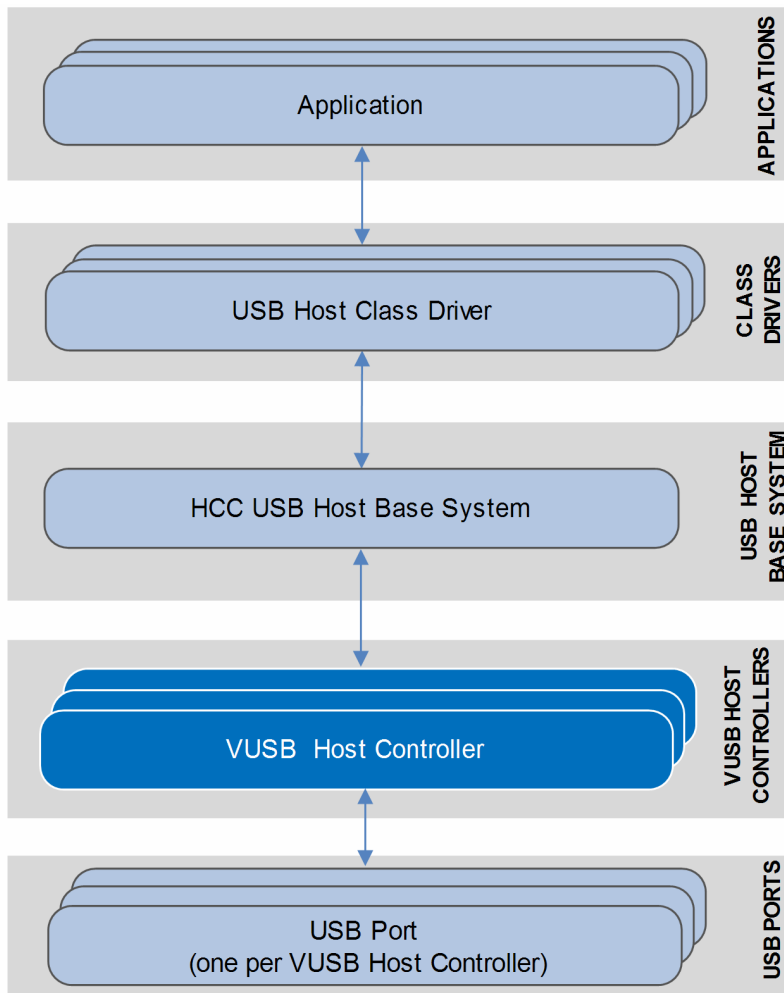 Application
APPLICATIONS
USB Host Class Driver
CLASS
DRIVERS
HCC USB Host Base System
USB HOST
BASE SYSTEM
VUSB Host Controller
VUSB HOST
CONTROLLERS
USB Port
(one per VUSB Host Controller)
USB PORTS